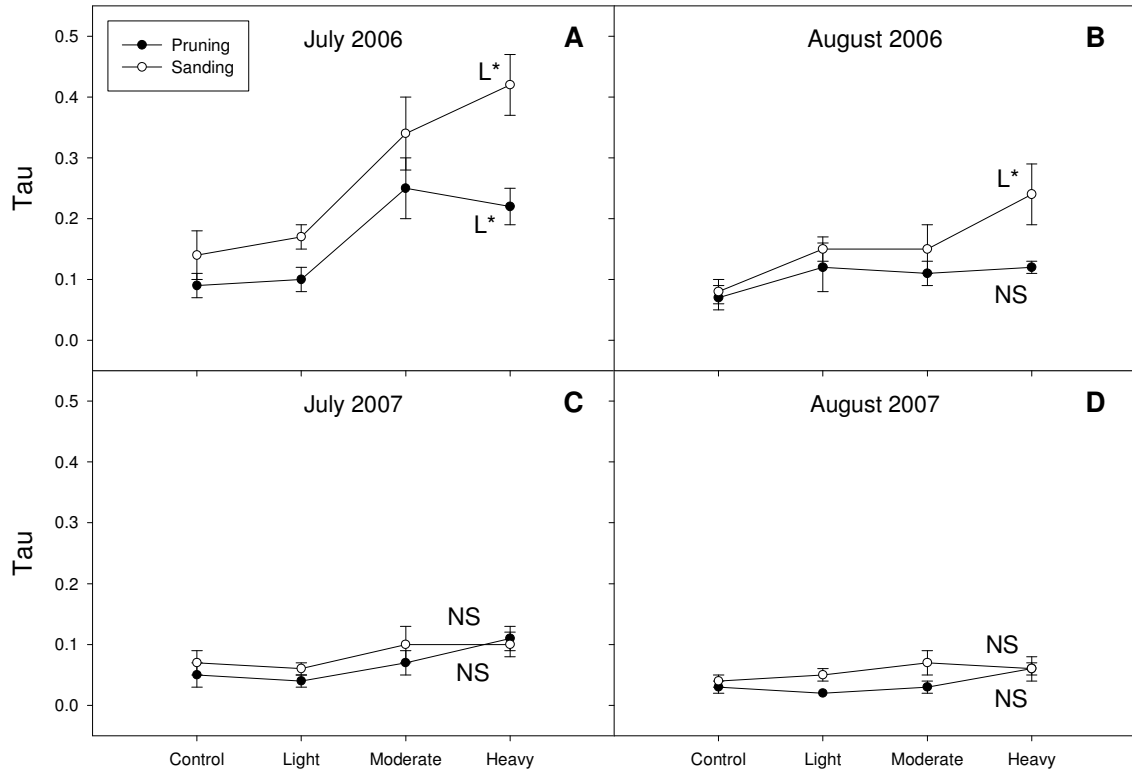 Pruning
Sanding
July 2006
A
L*
L*
Tau
0.5
0.4
0.3
0.2
0.1
0.0
August 2006
B
L*
NS
July 2007
C
NS
NS
Tau
0.5
0.4
0.3
0.2
0.1
0.0
Control Light Moderate Heavy
August 2007
D
NS
NS
Control Light Moderate Heavy